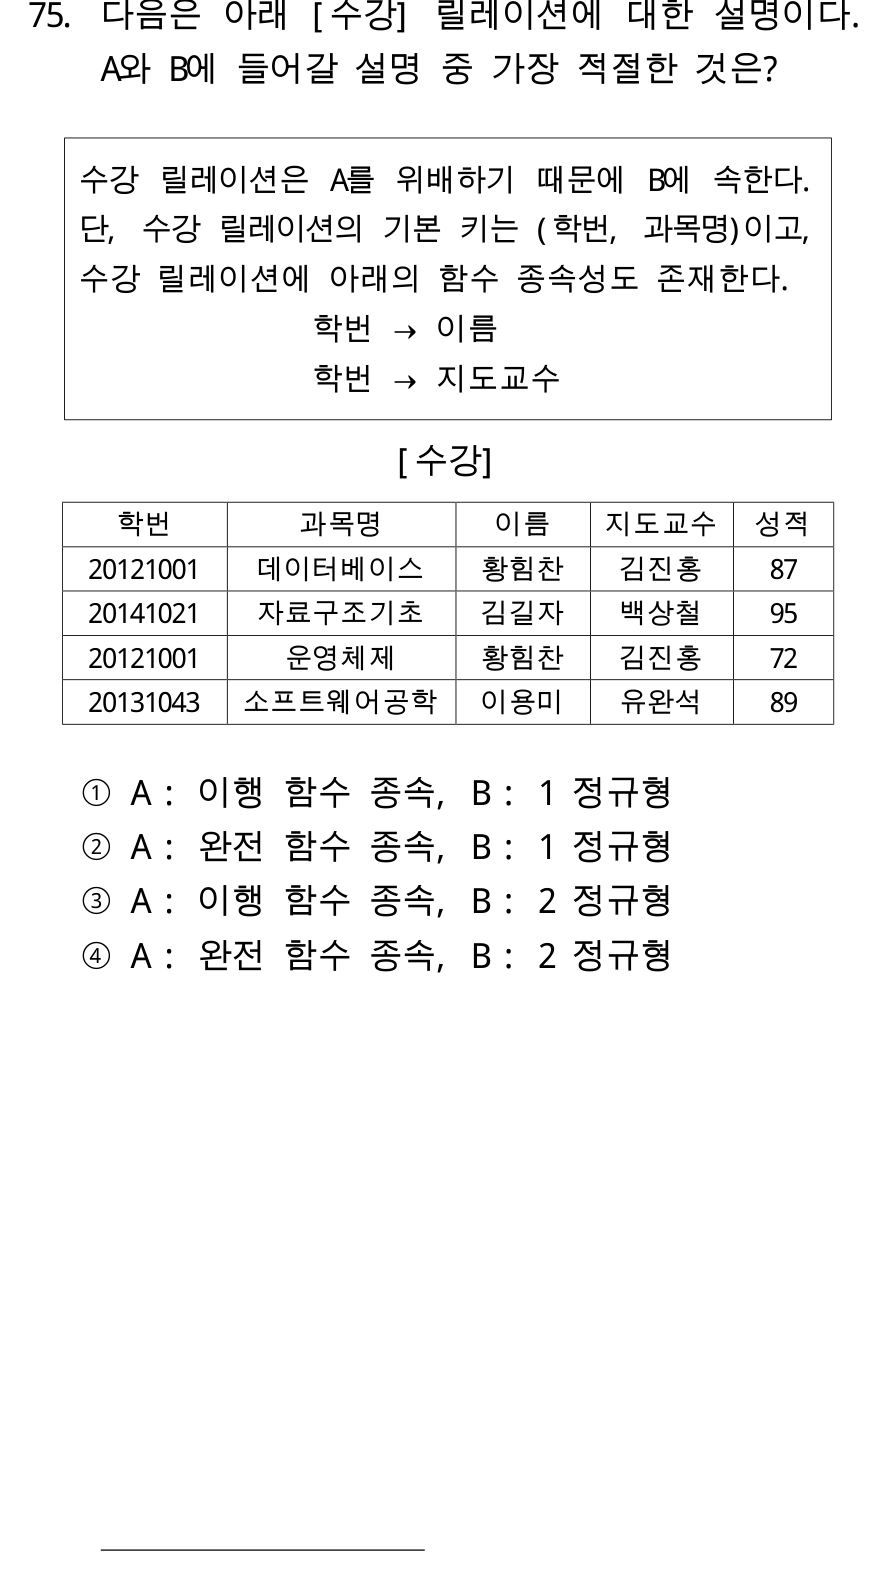 75. 다음은 아래 [수강] 릴레이션에 대한 설명이다.
A와 B에 들어갈 설명 중 가장 적절한 것은?
수강 릴레이션은 A를 위배하기 때문에 B에 속한다.
단, 수강 릴레이션의 기본 키는 (학번, 과목명)이고,
수강 릴레이션에 아래의 함수 종속성도 존재한다.
학번 → 이름
학번 → 지도교수
[수강]
학번 과목명 이름 지도교수 성적
20121001 데이터베이스 황힘찬 김진홍 87
20141021 자료구조기초 김길자 백상철 95
20121001 운영체제 황힘찬 김진홍 72
20131043 소프트웨어공학 이용미 유완석 89
① A : 이행 함수 종속, B : 1 정규형
② A : 완전 함수 종속, B : 1 정규형
③ A : 이행 함수 종속, B : 2 정규형
④ A : 완전 함수 종속, B : 2 정규형